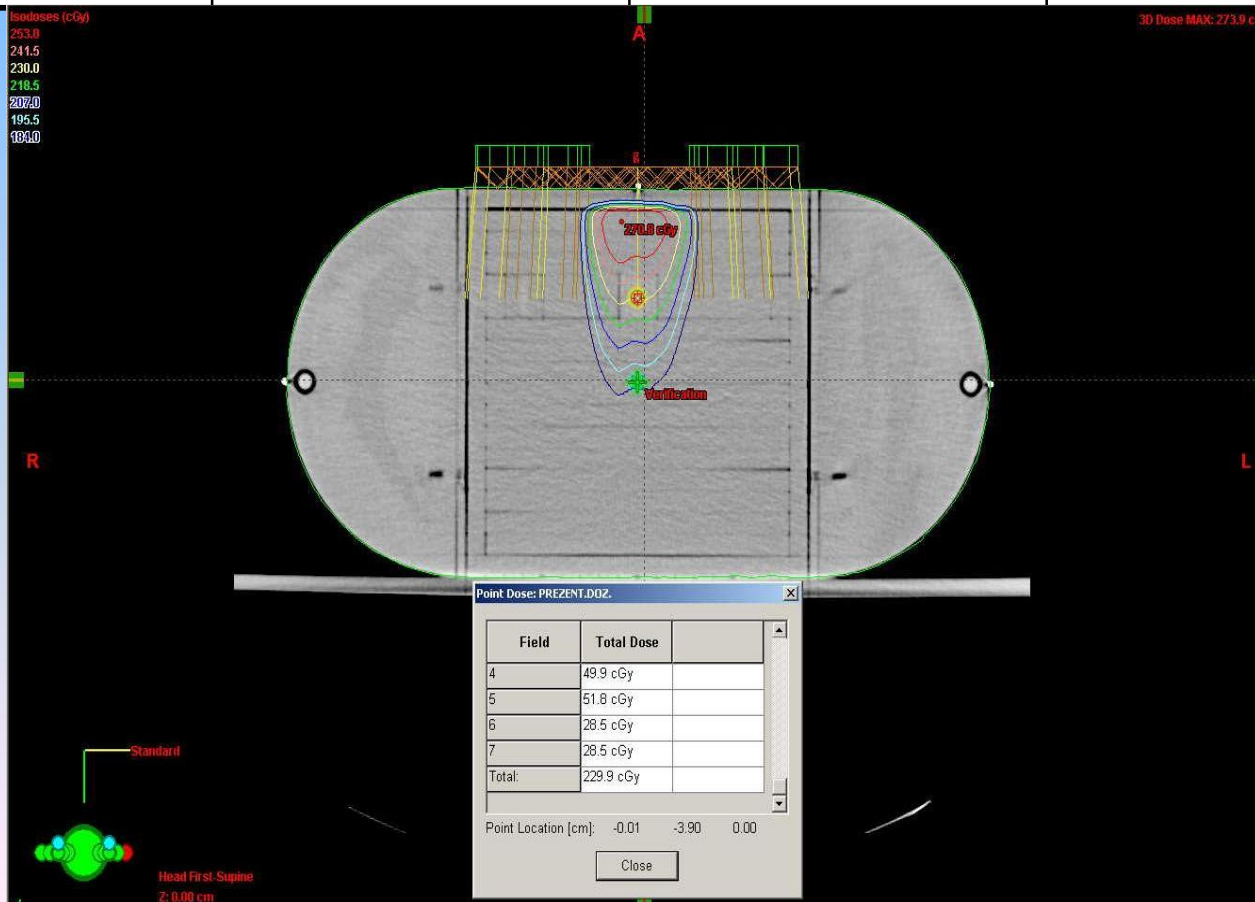 Isodoses (cGy)
253.0
241.5
230.0
218.5
207.0
195.5
184.0
3D Dose MAX: 273.9 c
A
270.8 cGy
Verification
R
L
Point Dose: PREZENT.DOZ.
Field Total Dose
4 49.9 cGy
5 51.8 cGy
6 28.5 cGy
7 28.5 cGy
Total: 229.9 cGy
Point Location [cm]: -0.01 -3.90 0.00
Close
Standard
Head First-Supine
Z: 0.00 cm